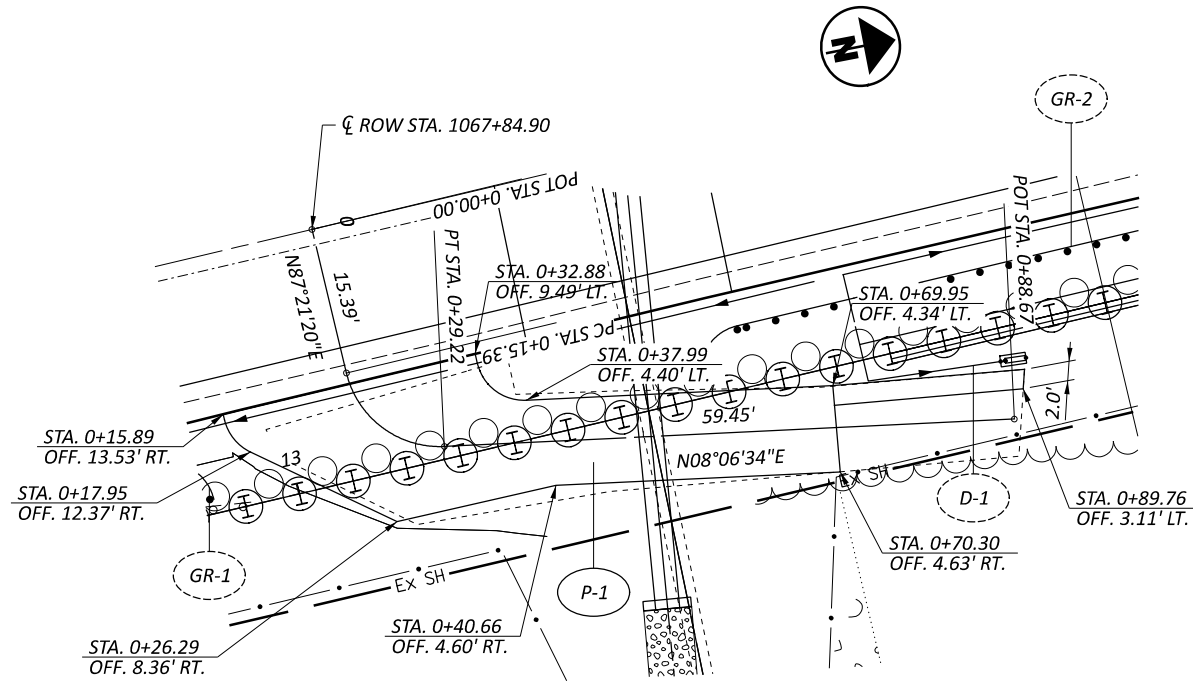 N
GR-2
℄ ROW STA. 1067+84.90
0
POT STA. 0+00.00
15.39'
N87°21'20"E
PT STA. 0+29.22
STA. 0+32.88
OFF. 9.49' LT.
PC STA. 0+15.39
POT STA. 0+88.67
STA. 0+69.95
OFF. 4.34' LT.
STA. 0+37.99
OFF. 4.40' LT.
59.45'
2.0'
STA. 0+15.89
OFF. 13.53' RT.
13
N08°06'34"E
Ex SH
STA. 0+17.95
OFF. 12.37' RT.
D-1
STA. 0+89.76
OFF. 3.11' LT.
GR-1
Ex SH
P-1
STA. 0+70.30
OFF. 4.63' RT.
STA. 0+40.66
OFF. 4.60' RT.
STA. 0+26.29
OFF. 8.36' RT.